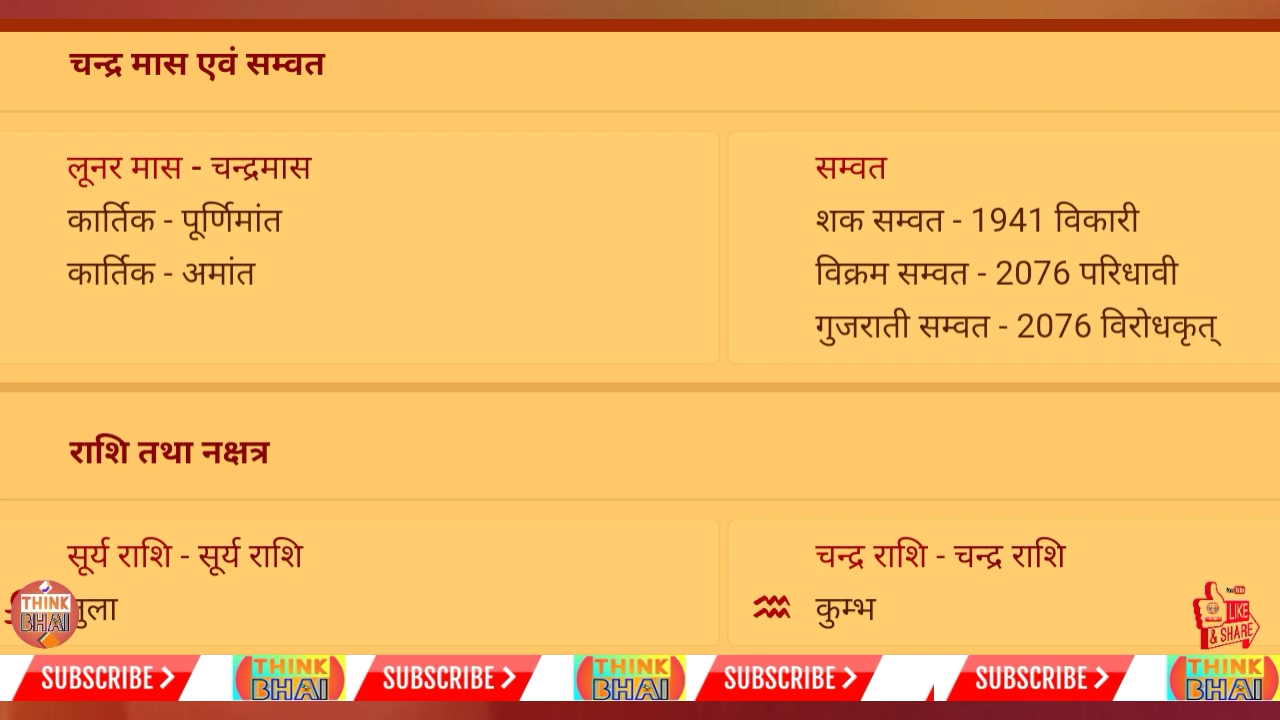 चन्द्र मास एवं सम्वत
लूनर मास - चन्द्रमास
कार्तिक - पूर्णिमांत
कार्तिक - अमांत
सम्वत
शक सम्वत - 1941 विकारी
विक्रम सम्वत - 2076 परिधावी
गुजराती सम्वत - 2076 विरोधकृत्
राशि तथा नक्षत्र
सूर्य राशि - सूर्य राशि
चन्द्र राशि - चन्द्र राशि
कुम्भ
THINK
BHAI
YouTube
LIKE
& SHARE
SUBSCRIBE
THINK
BHAI
SUBSCRIBE
THINK
BHAI
SUBSCRIBE
SUBSCRIBE
THINK
BHAI